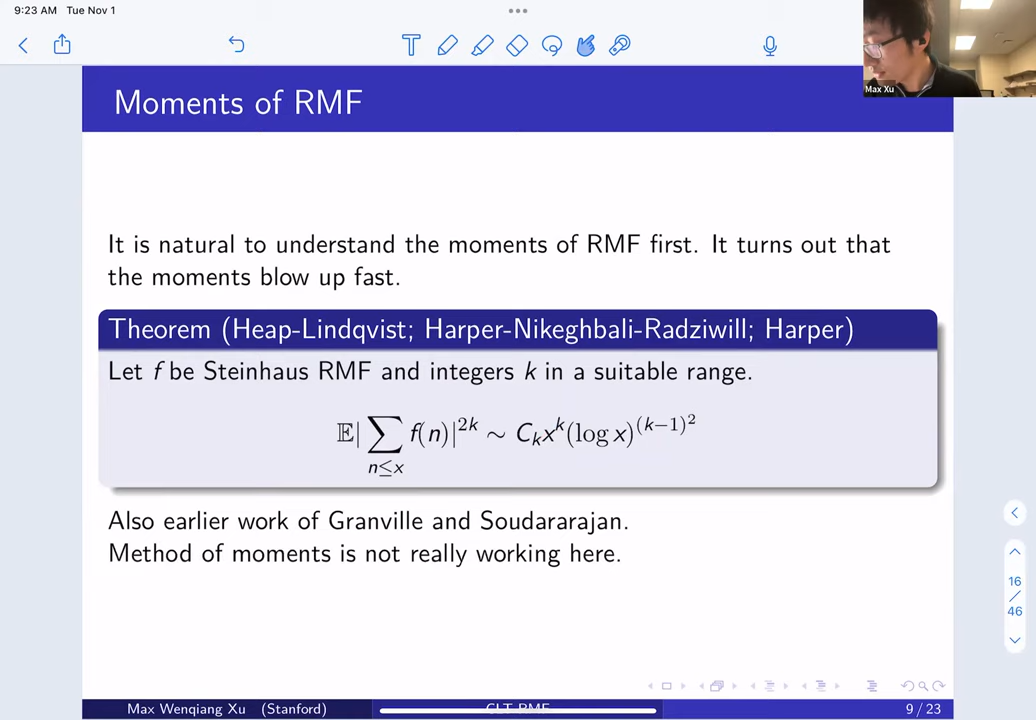 9:23 AM Tue Nov 1
Max Xu
Moments of RMF
It is natural to understand the moments of RMF first. It turns out that
the moments blow up fast.
Theorem (Heap-Lindqvist; Harper-Nikeghbali-Radziwill; Harper)
Let f be Steinhaus RMF and integers k in a suitable range.
𝔼|∑_{n≤x} f(n)|^{2k} ∼ C_k x^k (log x)^{(k−1)^2}
Also earlier work of Granville and Soudararajan.
Method of moments is not really working here.
16
/
46
Max Wenqiang Xu (Stanford)
CLT RMF
9 / 23